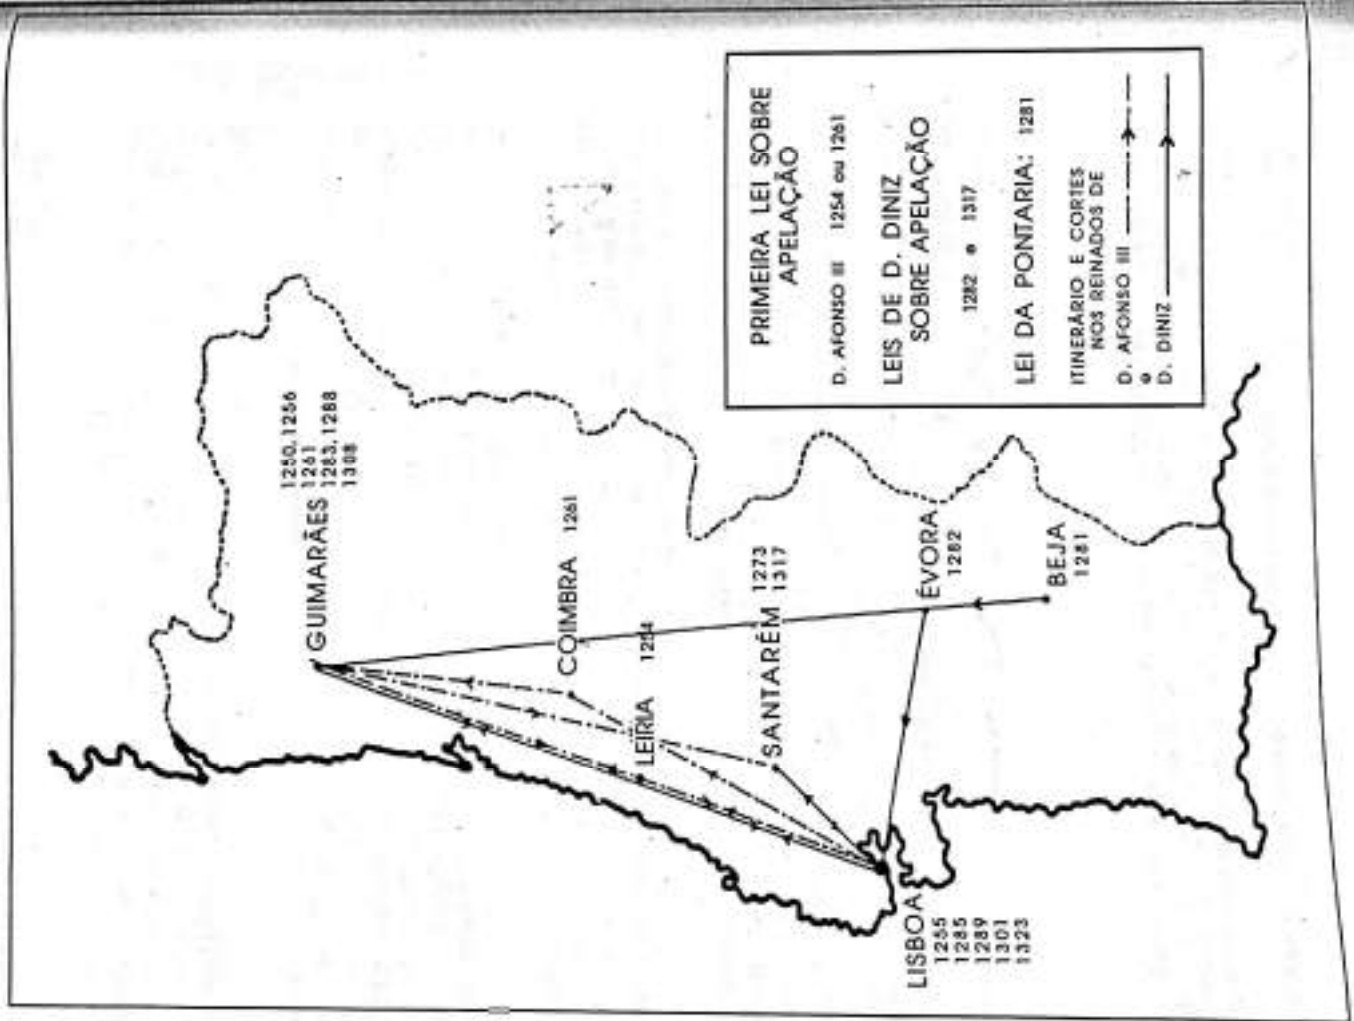 GUIMARÃES
1250,1256
1261
1283,1288
1308
COIMBRA 1261
LEIRIA 1254
SANTARÉM 1273
1317
LISBOA
1255
1285
1289
1301
1323
ÉVORA
1282
BEJA
1281
PRIMEIRA LEI SOBRE
APELAÇÃO
D. AFONSO III 1254 ou 1261
LEIS DE D. DINIZ
SOBRE APELAÇÃO
1282 e 1317
LEI DA PONTARIA: 1281
ITINERÁRIO E CORTES
NOS REINADOS DE
D. AFONSO III
e
D. DINIZ